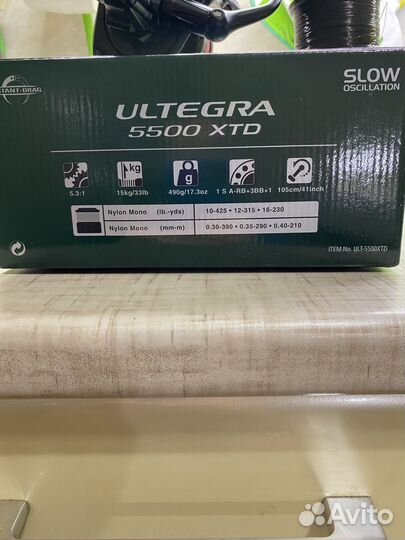 GIANT-DRAG
SLOW
OSCILLATION
ULTEGRA
5500 XTD
kg
g
5.3:1
15kg/33lb
490g/17.3oz
1 S A-RB+3BB+1
105cm/41inch
Nylon Mono (lb.-yds) 10-425 • 12-315 • 16-230
Nylon Mono (mm-m) 0.30-390 • 0.35-290 • 0.40-210
ITEM No. ULT-5500XTD
Avito